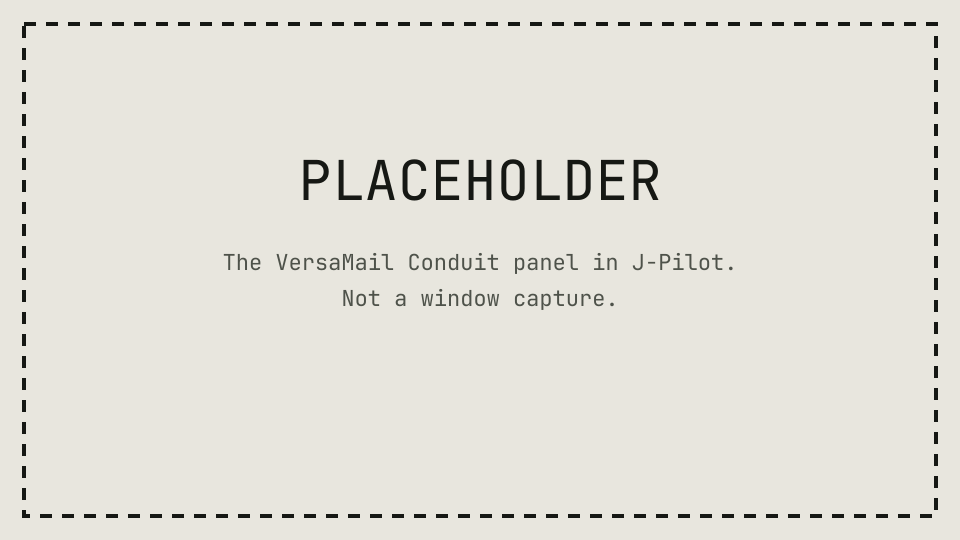 PLACEHOLDER
The VersaMail Conduit panel in J-Pilot.
Not a window capture.